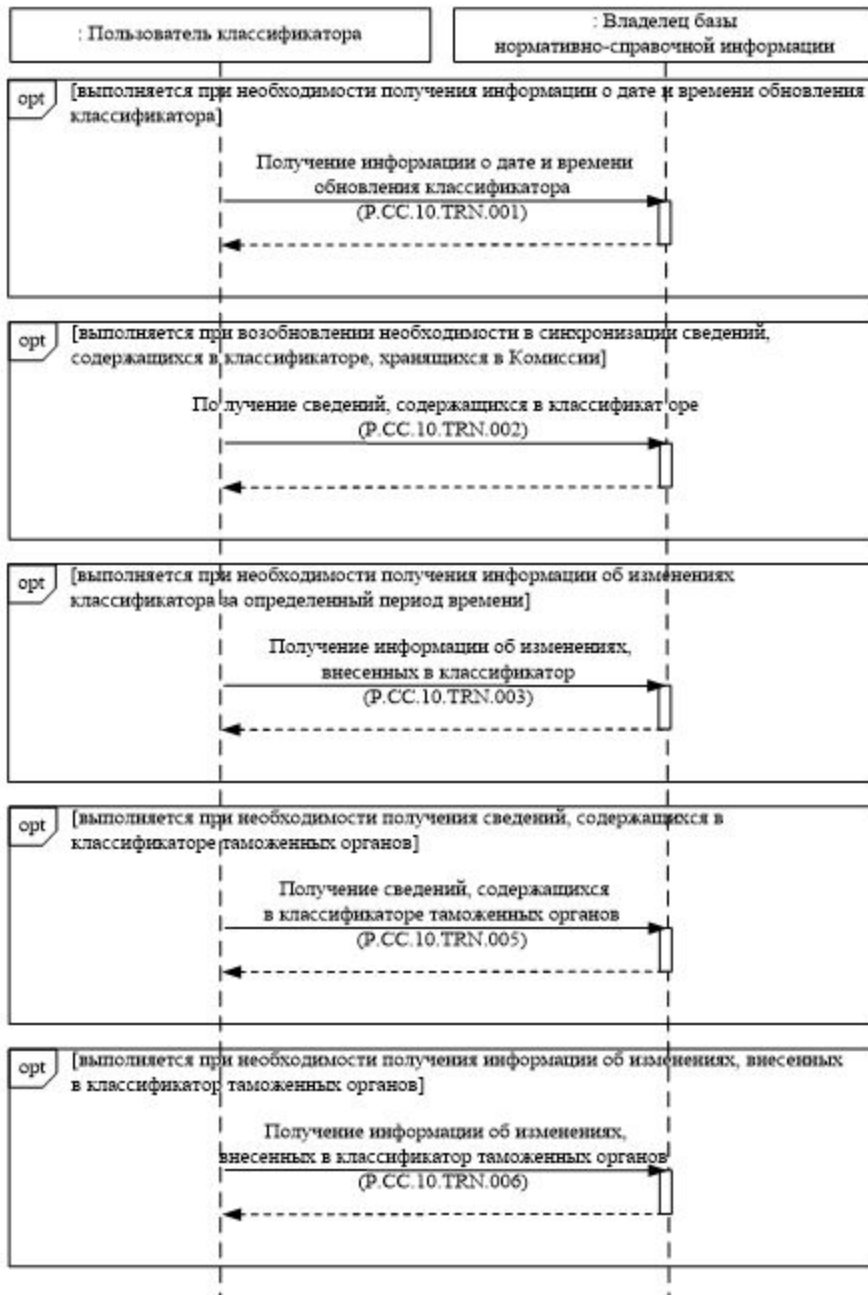 : Пользователь классификатора
: Владелец базы
нормативно-справочной информации
opt
[выполняется при необходимости получения информации о дате и времени обновления
классификатора]
Получение информации о дате и времени
обновления классификатора
(P.CC.10.TRN.001)
opt
[выполняется при возобновлении необходимости в синхронизации сведений,
содержащихся в классификаторе, хранящихся в Комиссии]
Получение сведений, содержащихся в классификат оре
(P.CC.10.TRN.002)
opt
[выполняется при необходимости получения информации об изменениях
классификатора за определенный период времени]
Получение информации об изменениях,
внесенных в классификатор
(P.CC.10.TRN.003)
opt
[выполняется при необходимости получения сведений, содержащихся в
классификаторе таможенных органов]
Получение сведений, содержащихся
в классификаторе таможенных органов
(P.CC.10.TRN.005)
opt
[выполняется при необходимости получения информации об изменениях, внесенных
в классификатор таможенных органов]
Получение информации об изменениях,
внесенных в классификатор таможенных органов
(P.CC.10.TRN.006)